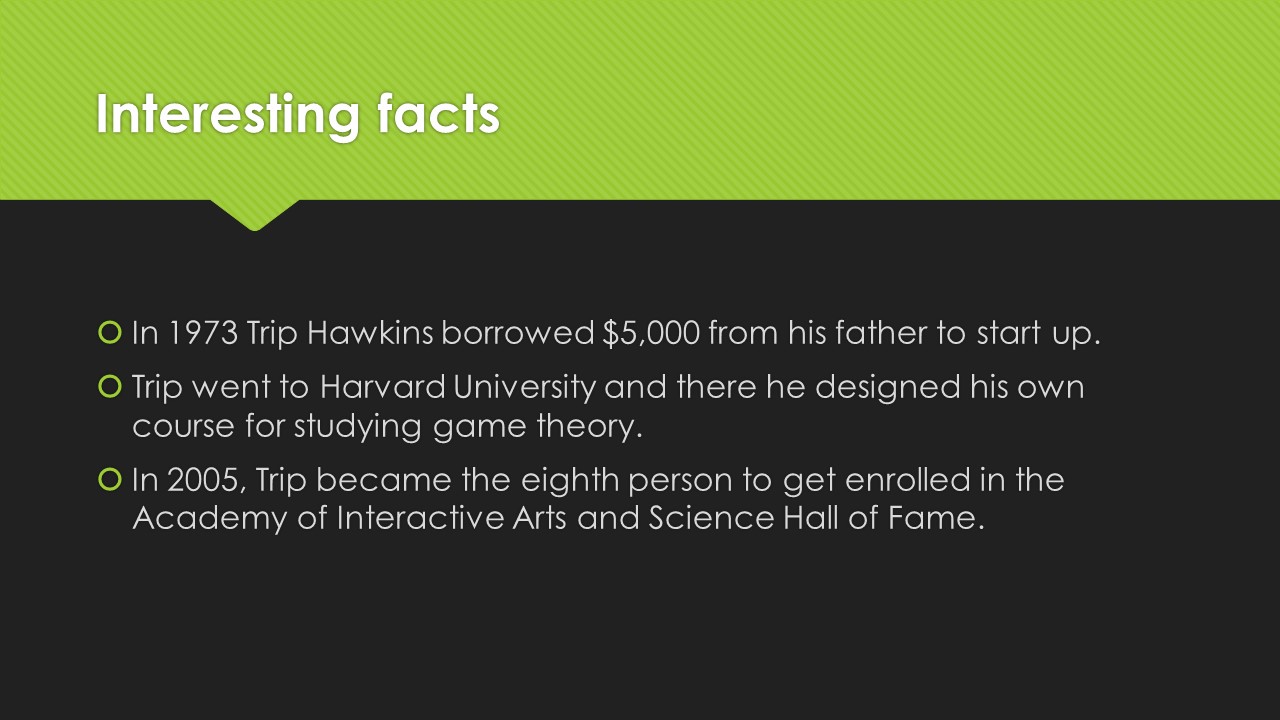 Interesting facts
In 1973 Trip Hawkins borrowed $5,000 from his father to start up.
Trip went to Harvard University and there he designed his own
course for studying game theory.
In 2005, Trip became the eighth person to get enrolled in the
Academy of Interactive Arts and Science Hall of Fame.